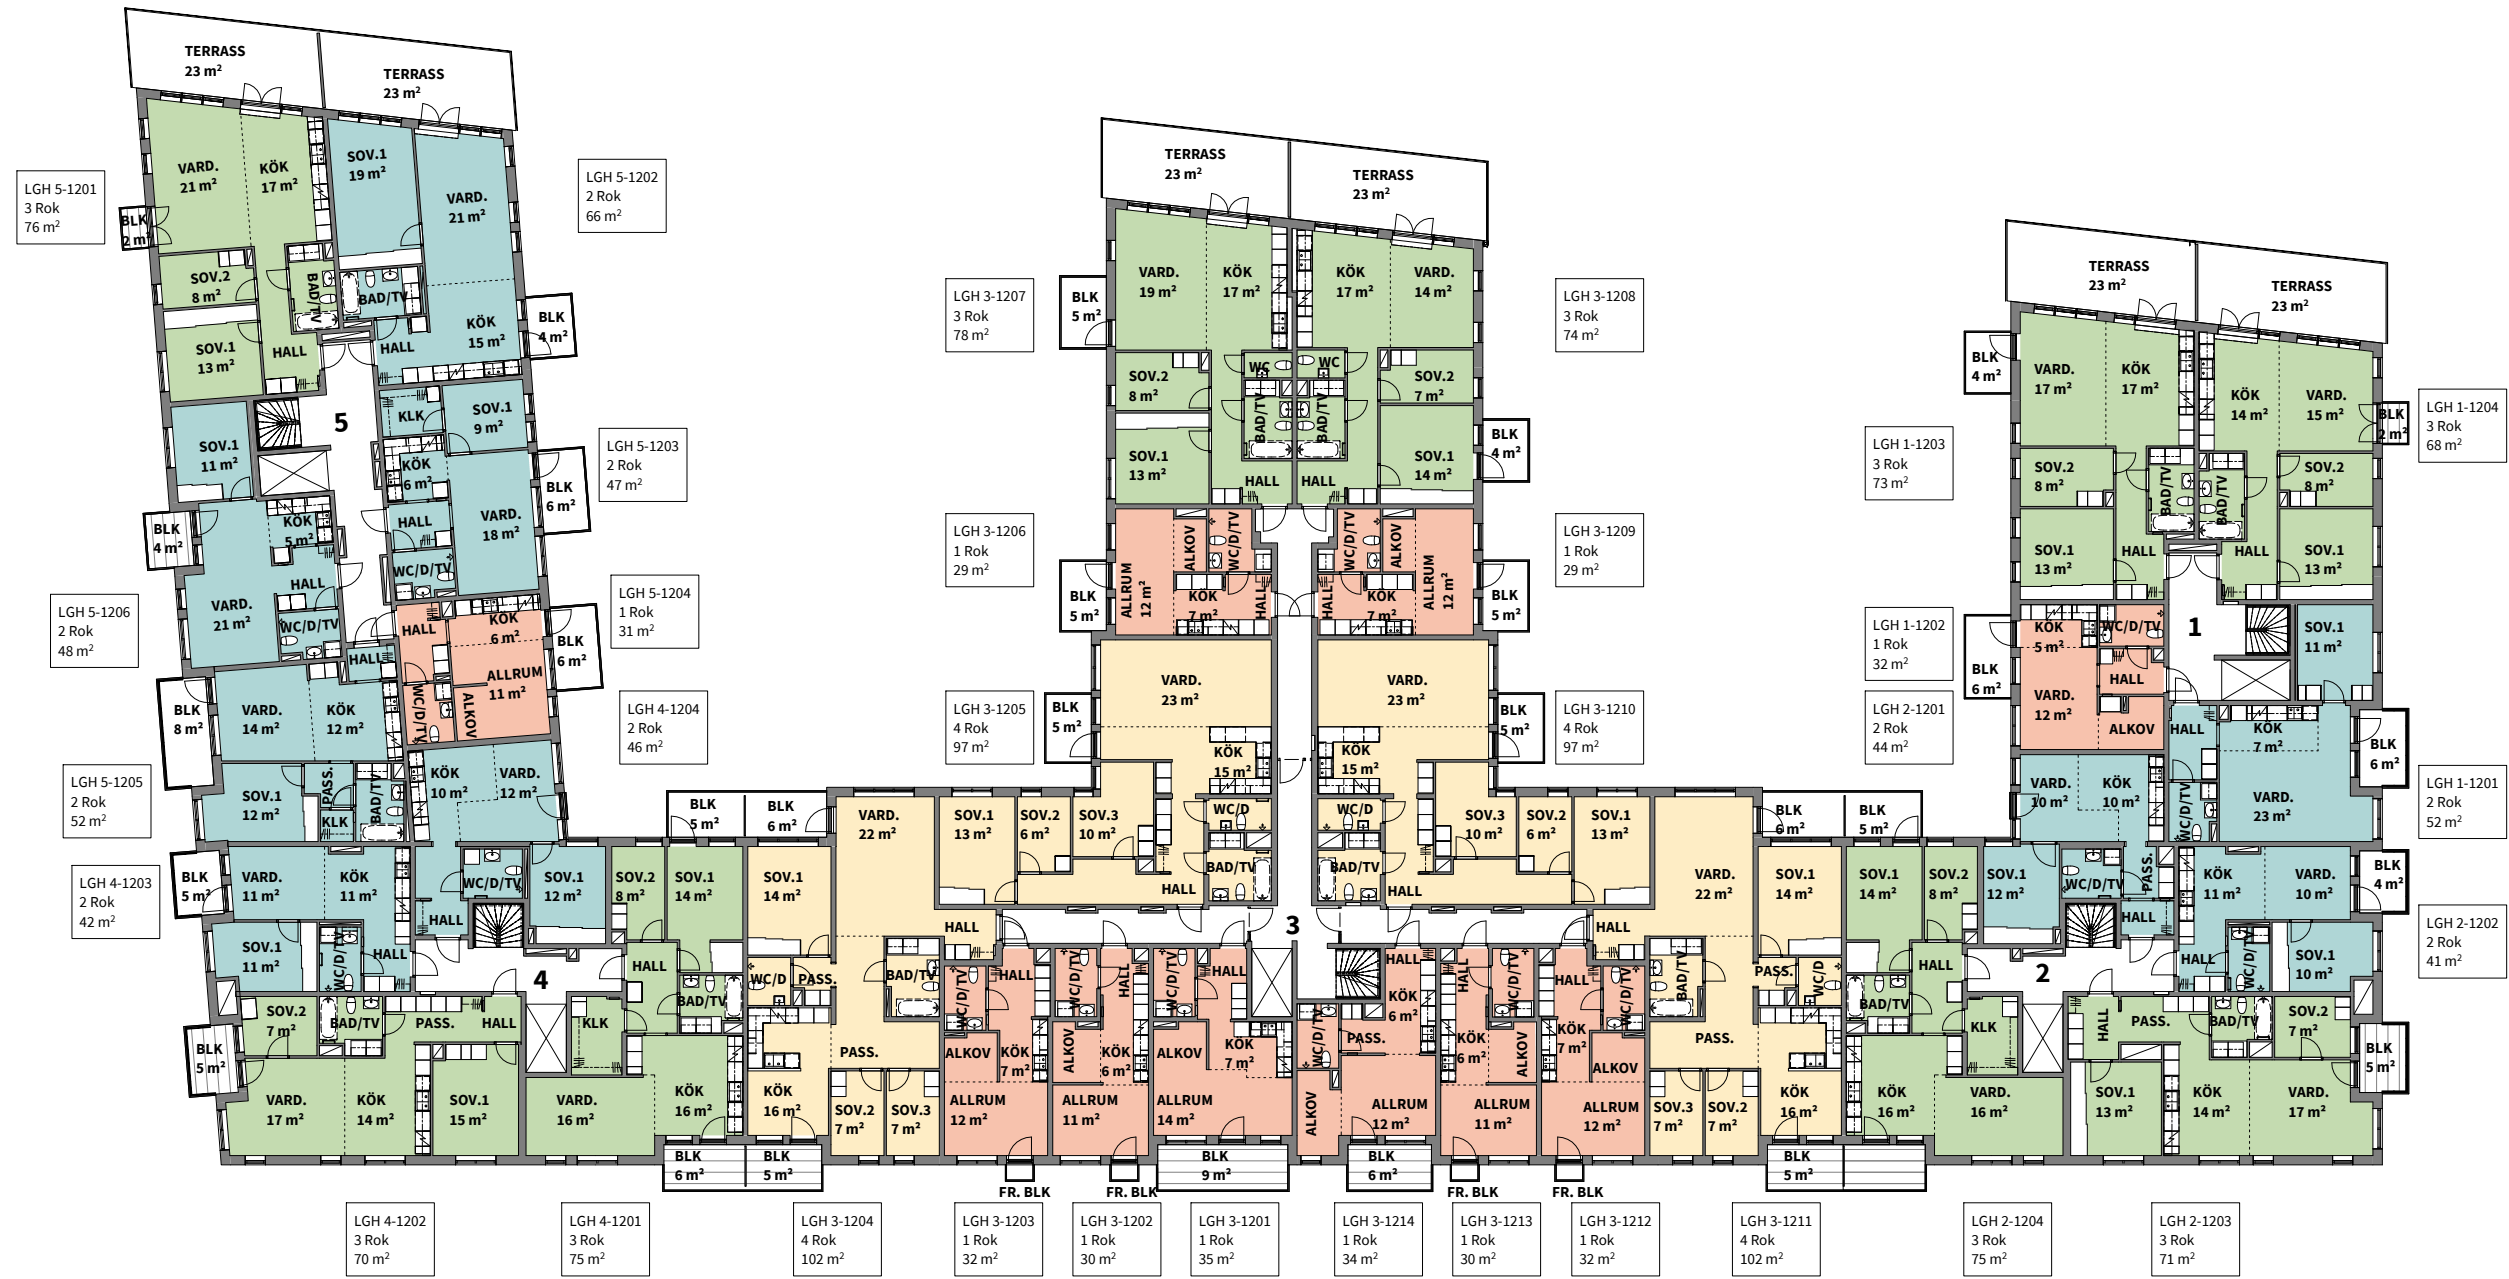 TERRASS
23 m²
TERRASS
23 m²
VARD.
21 m²
KÖK
17 m²
SOV.1
19 m²
VARD.
21 m²
LGH 5-1201
3 Rok
76 m²
LGH 5-1202
2 Rok
66 m²
BLK
2 m²
SOV.2
8 m²
BAD/TV
BAD/TV
KÖK
15 m²
BLK
4 m²
SOV.1
13 m²
HALL
HALL
5
KLK
SOV.1
9 m²
SOV.1
11 m²
KÖK
6 m²
LGH 5-1203
2 Rok
47 m²
BLK
6 m²
BLK
4 m²
KÖK
5 m²
HALL
VARD.
18 m²
WC/D/TV
HALL
VARD.
21 m²
WC/D/TV
LGH 5-1206
2 Rok
48 m²
LGH 5-1204
1 Rok
31 m²
HALL
KÖK
6 m²
BLK
6 m²
ALLRUM
11 m²
ALKOV
WC/D/TV
HALL
BLK
8 m²
VARD.
14 m²
KÖK
12 m²
LGH 4-1204
2 Rok
46 m²
LGH 5-1205
2 Rok
52 m²
SOV.1
12 m²
PASS.
KLK
BAD/TV
KÖK
10 m²
VARD.
12 m²
LGH 4-1203
2 Rok
42 m²
BLK
5 m²
VARD.
11 m²
KÖK
11 m²
WC/D/TV
SOV.1
12 m²
HALL
SOV.1
11 m²
WC/D/TV
HALL
4
SOV.2
8 m²
SOV.1
14 m²
BLK
5 m²
BLK
6 m²
HALL
BAD/TV
KLK
SOV.2
7 m²
BAD/TV
PASS.
HALL
BLK
5 m²
VARD.
17 m²
KÖK
14 m²
SOV.1
15 m²
VARD.
16 m²
KÖK
16 m²
BLK
6 m²
BLK
5 m²
SOV.1
14 m²
VARD.
22 m²
HALL
WC/D
PASS.
BAD/TV
PASS.
KÖK
16 m²
SOV.2
7 m²
SOV.3
7 m²
LGH 4-1202
3 Rok
70 m²
LGH 4-1201
3 Rok
75 m²
LGH 3-1204
4 Rok
102 m²
TERRASS
23 m²
TERRASS
23 m²
LGH 3-1207
3 Rok
78 m²
LGH 3-1208
3 Rok
74 m²
BLK
5 m²
VARD.
19 m²
KÖK
17 m²
KÖK
17 m²
VARD.
14 m²
SOV.2
8 m²
WC
WC
SOV.2
7 m²
BAD/TV
BAD/TV
SOV.1
13 m²
HALL
HALL
SOV.1
14 m²
BLK
4 m²
LGH 3-1206
1 Rok
29 m²
LGH 3-1209
1 Rok
29 m²
BLK
5 m²
ALLRUM
12 m²
ALKOV
WC/D/TV
KÖK
7 m²
HALL
HALL
WC/D/TV
ALKOV
KÖK
7 m²
ALLRUM
12 m²
BLK
5 m²
LGH 3-1205
4 Rok
97 m²
LGH 3-1210
4 Rok
97 m²
BLK
5 m²
VARD.
23 m²
VARD.
23 m²
BLK
5 m²
KÖK
15 m²
KÖK
15 m²
SOV.1
13 m²
SOV.2
6 m²
SOV.3
10 m²
WC/D
WC/D
SOV.3
10 m²
SOV.2
6 m²
SOV.1
13 m²
BAD/TV
BAD/TV
HALL
HALL
3
WC/D/TV
HALL
ALKOV
KÖK
7 m²
ALLRUM
12 m²
WC/D/TV
HALL
ALKOV
KÖK
6 m²
ALLRUM
11 m²
WC/D/TV
HALL
ALKOV
KÖK
7 m²
ALLRUM
14 m²
HALL
KÖK
6 m²
WC/D/TV
PASS.
ALKOV
ALLRUM
12 m²
HALL
WC/D/TV
KÖK
6 m²
ALKOV
ALLRUM
11 m²
HALL
WC/D/TV
KÖK
7 m²
ALKOV
ALLRUM
12 m²
FR. BLK
FR. BLK
BLK
9 m²
BLK
6 m²
FR. BLK
FR. BLK
LGH 3-1203
1 Rok
32 m²
LGH 3-1202
1 Rok
30 m²
LGH 3-1201
1 Rok
35 m²
LGH 3-1214
1 Rok
34 m²
LGH 3-1213
1 Rok
30 m²
LGH 3-1212
1 Rok
32 m²
LGH 3-1211
4 Rok
102 m²
BLK
6 m²
BLK
5 m²
VARD.
22 m²
SOV.1
14 m²
HALL
BAD/TV
PASS.
WC/D
PASS.
SOV.3
7 m²
SOV.2
7 m²
KÖK
16 m²
BLK
5 m²
TERRASS
23 m²
TERRASS
23 m²
BLK
4 m²
VARD.
17 m²
KÖK
17 m²
KÖK
14 m²
VARD.
15 m²
BLK
2 m²
LGH 1-1204
3 Rok
68 m²
LGH 1-1203
3 Rok
73 m²
SOV.2
8 m²
BAD/TV
BAD/TV
SOV.2
8 m²
SOV.1
13 m²
HALL
HALL
SOV.1
13 m²
LGH 1-1202
1 Rok
32 m²
KÖK
5 m²
WC/D/TV
1
SOV.1
11 m²
BLK
6 m²
HALL
VARD.
12 m²
ALKOV
LGH 2-1201
2 Rok
44 m²
HALL
KÖK
7 m²
BLK
6 m²
VARD.
10 m²
KÖK
10 m²
WC/D/TV
VARD.
23 m²
LGH 1-1201
2 Rok
52 m²
SOV.1
14 m²
SOV.2
8 m²
SOV.1
12 m²
WC/D/TV
PASS.
HALL
KÖK
11 m²
VARD.
10 m²
BLK
4 m²
LGH 2-1202
2 Rok
41 m²
HALL
WC/D/TV
SOV.1
10 m²
2
HALL
BAD/TV
KLK
HALL
PASS.
BAD/TV
SOV.2
7 m²
BLK
5 m²
KÖK
16 m²
VARD.
16 m²
SOV.1
13 m²
KÖK
14 m²
VARD.
17 m²
LGH 2-1204
3 Rok
75 m²
LGH 2-1203
3 Rok
71 m²